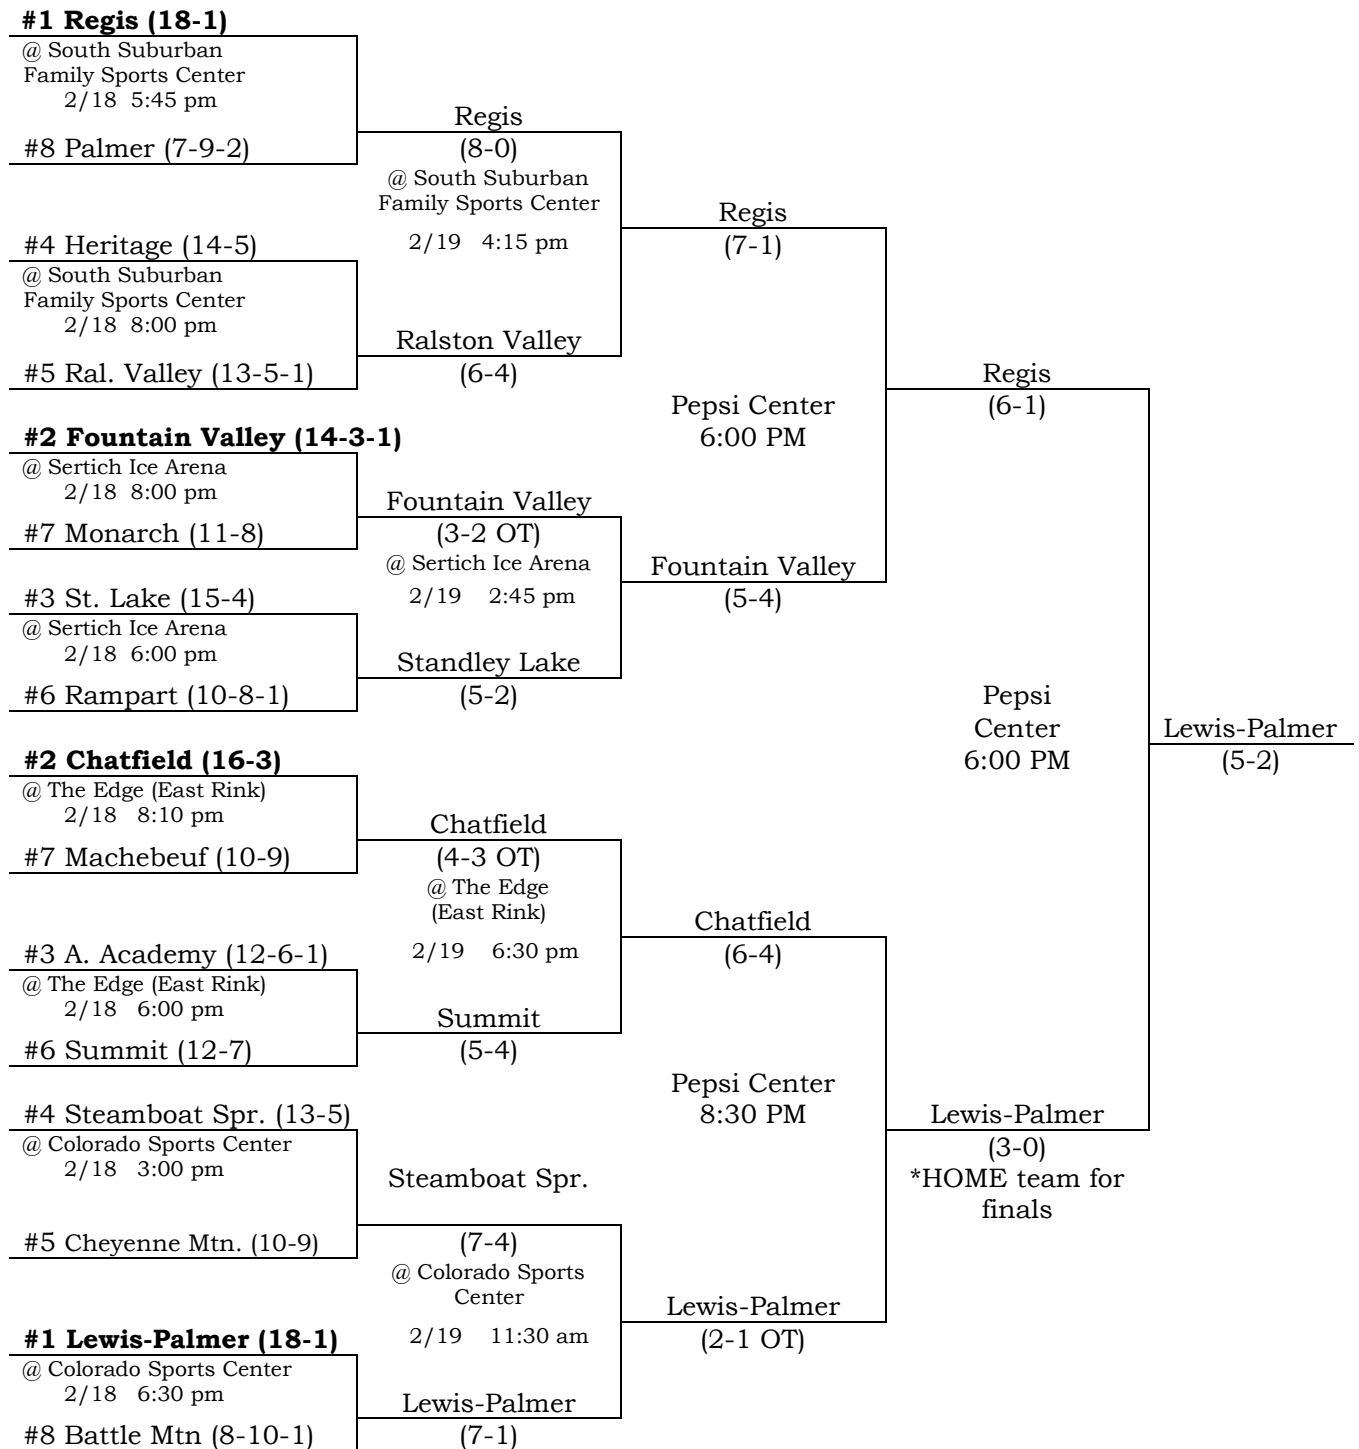 #1 Regis (18-1)
@ South Suburban
Family Sports Center
2/18 5:45 pm
#8 Palmer (7-9-2)
#4 Heritage (14-5)
@ South Suburban
Family Sports Center
2/18 8:00 pm
#5 Ral. Valley (13-5-1)
#2 Fountain Valley (14-3-1)
@ Sertich Ice Arena
2/18 8:00 pm
#7 Monarch (11-8)
#3 St. Lake (15-4)
@ Sertich Ice Arena
2/18 6:00 pm
#6 Rampart (10-8-1)
#2 Chatfield (16-3)
@ The Edge (East Rink)
2/18 8:10 pm
#7 Machebeuf (10-9)
#3 A. Academy (12-6-1)
@ The Edge (East Rink)
2/18 6:00 pm
#6 Summit (12-7)
#4 Steamboat Spr. (13-5)
@ Colorado Sports Center
2/18 3:00 pm
#5 Cheyenne Mtn. (10-9)
#1 Lewis-Palmer (18-1)
@ Colorado Sports Center
2/18 6:30 pm
#8 Battle Mtn (8-10-1)
Regis
(8-0)
@ South Suburban
Family Sports Center
2/19 4:15 pm
Ralston Valley
(6-4)
Fountain Valley
(3-2 OT)
@ Sertich Ice Arena
2/19 2:45 pm
Standley Lake
(5-2)
Chatfield
(4-3 OT)
@ The Edge
(East Rink)
2/19 6:30 pm
Summit
(5-4)
Steamboat Spr.
(7-4)
@ Colorado Sports
Center
2/19 11:30 am
Lewis-Palmer
(7-1)
Regis
(7-1)
Pepsi Center
6:00 PM
Fountain Valley
(5-4)
Chatfield
(6-4)
Pepsi Center
8:30 PM
Lewis-Palmer
(2-1 OT)
Regis
(6-1)
Pepsi
Center
6:00 PM
Lewis-Palmer
(3-0)
*HOME team for
finals
Lewis-Palmer
(5-2)